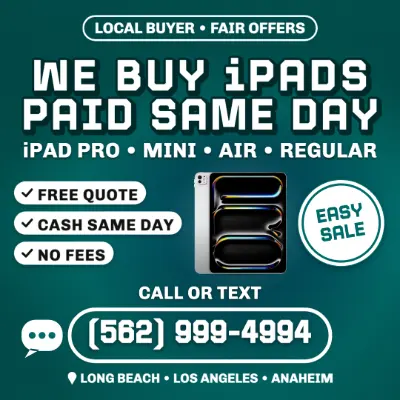 LOCAL BUYER • FAIR OFFERS
WE BUY iPADS
PAID SAME DAY
iPAD PRO • MINI • AIR • REGULAR
✓ FREE QUOTE
✓ CASH SAME DAY
✓ NO FEES
EASY
SALE
CALL OR TEXT
(562) 999-4994
LONG BEACH • LOS ANGELES • ANAHEIM